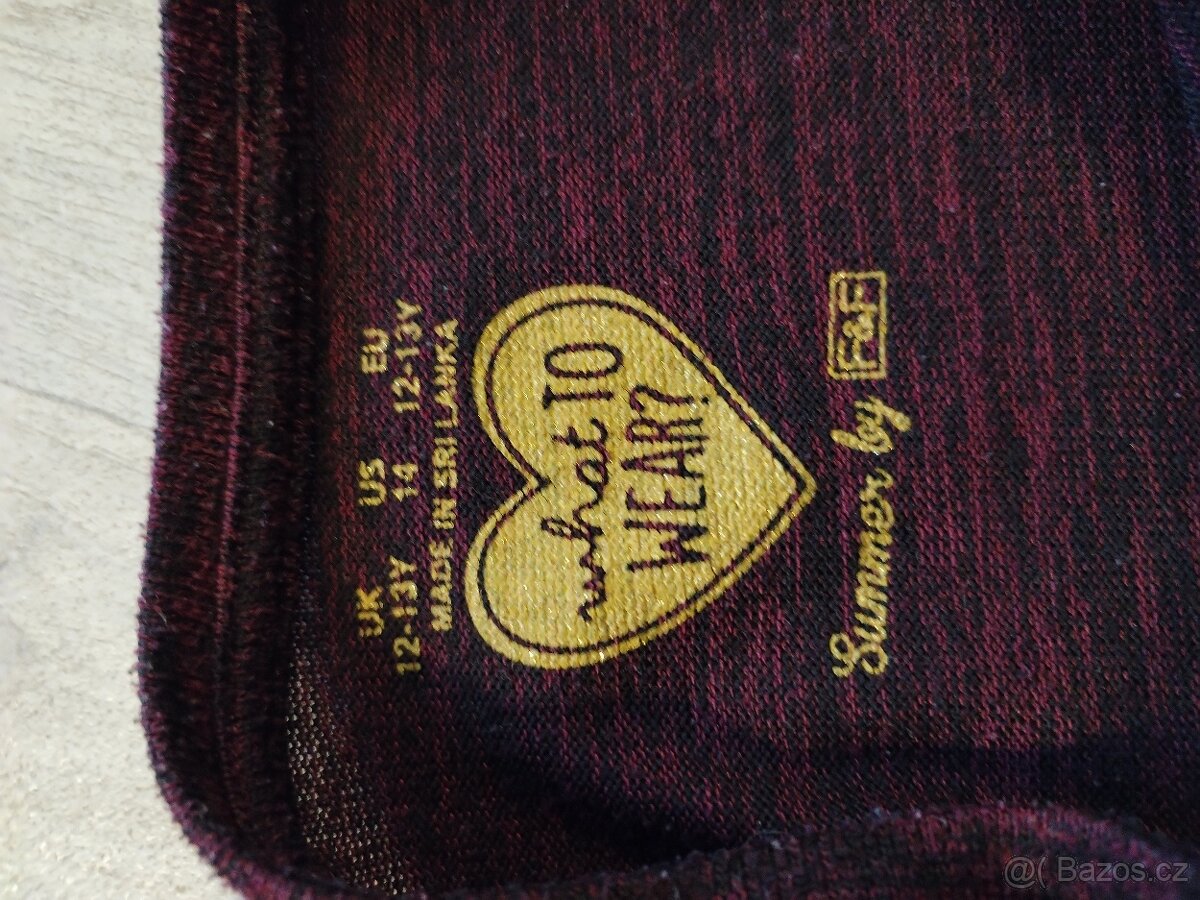 UK US EU
12-13Y 14 12-13Y
MADE IN SRI LANKA
what TO
WEAR?
Summer by F&F
@( Bazos.cz